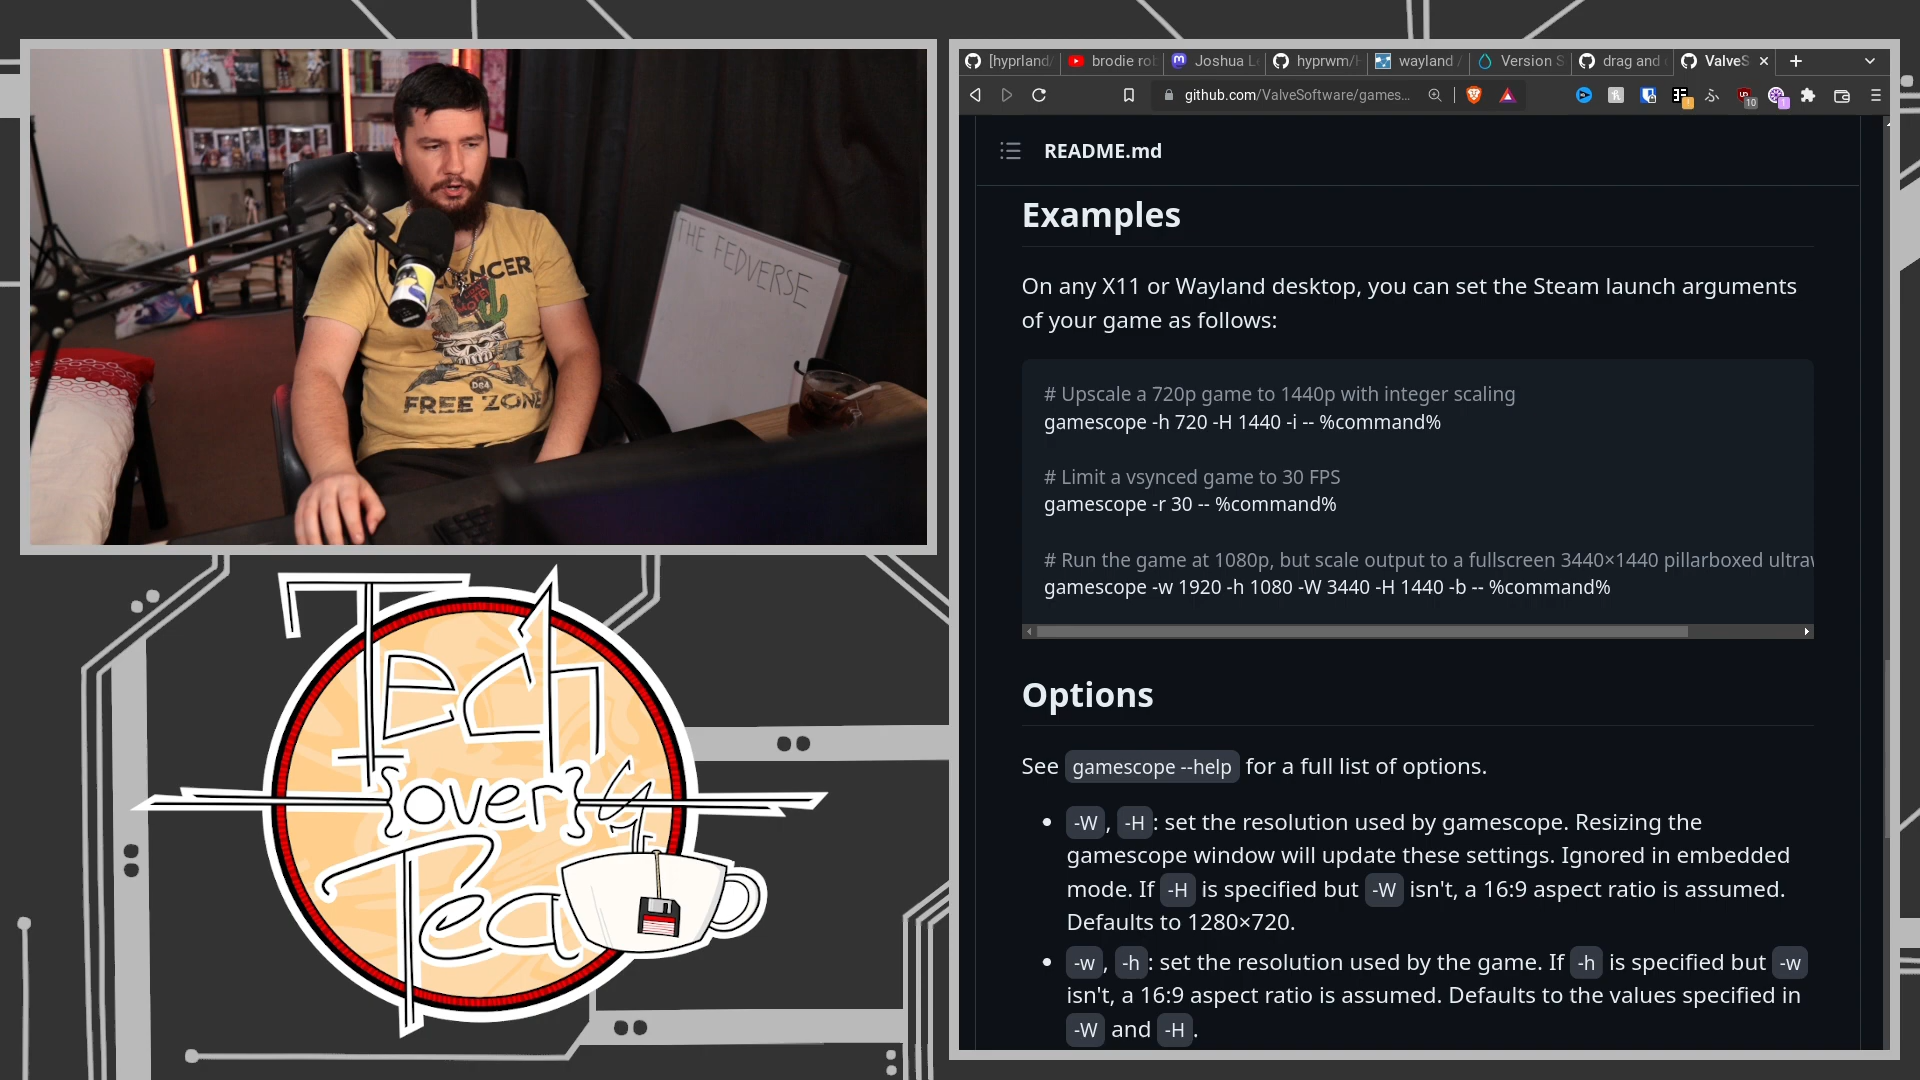 [hyprland/
brodie rob
Joshua L
hyprwm/H
wayland /
Version S
drag and
ValveS
github.com/ValveSoftware/games...
10
1
README.md
Examples
On any X11 or Wayland desktop, you can set the Steam launch arguments
of your game as follows:
# Upscale a 720p game to 1440p with integer scaling
gamescope -h 720 -H 1440 -i -- %command%
# Limit a vsynced game to 30 FPS
gamescope -r 30 -- %command%
# Run the game at 1080p, but scale output to a fullscreen 3440×1440 pillarboxed ultraw
gamescope -w 1920 -h 1080 -W 3440 -H 1440 -b -- %command%
Options
See gamescope --help for a full list of options.
-W, -H: set the resolution used by gamescope. Resizing the
gamescope window will update these settings. Ignored in embedded
mode. If -H is specified but -W isn't, a 16:9 aspect ratio is assumed.
Defaults to 1280×720.
-w, -h: set the resolution used by the game. If -h is specified but -w
isn't, a 16:9 aspect ratio is assumed. Defaults to the values specified in
-W and -H.
THE FEDVERSE
FREE ZONE
Tech
{over}
Tea